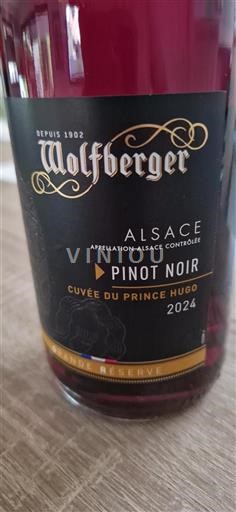 DEPUIS 1902
Wolfberger
ALSACE
APPELLATION ALSACE CONTRÔLÉE
VINIOU
PINOT NOIR
CUVÉE DU PRINCE HUGO
2024
GRANDE RÉSERVE